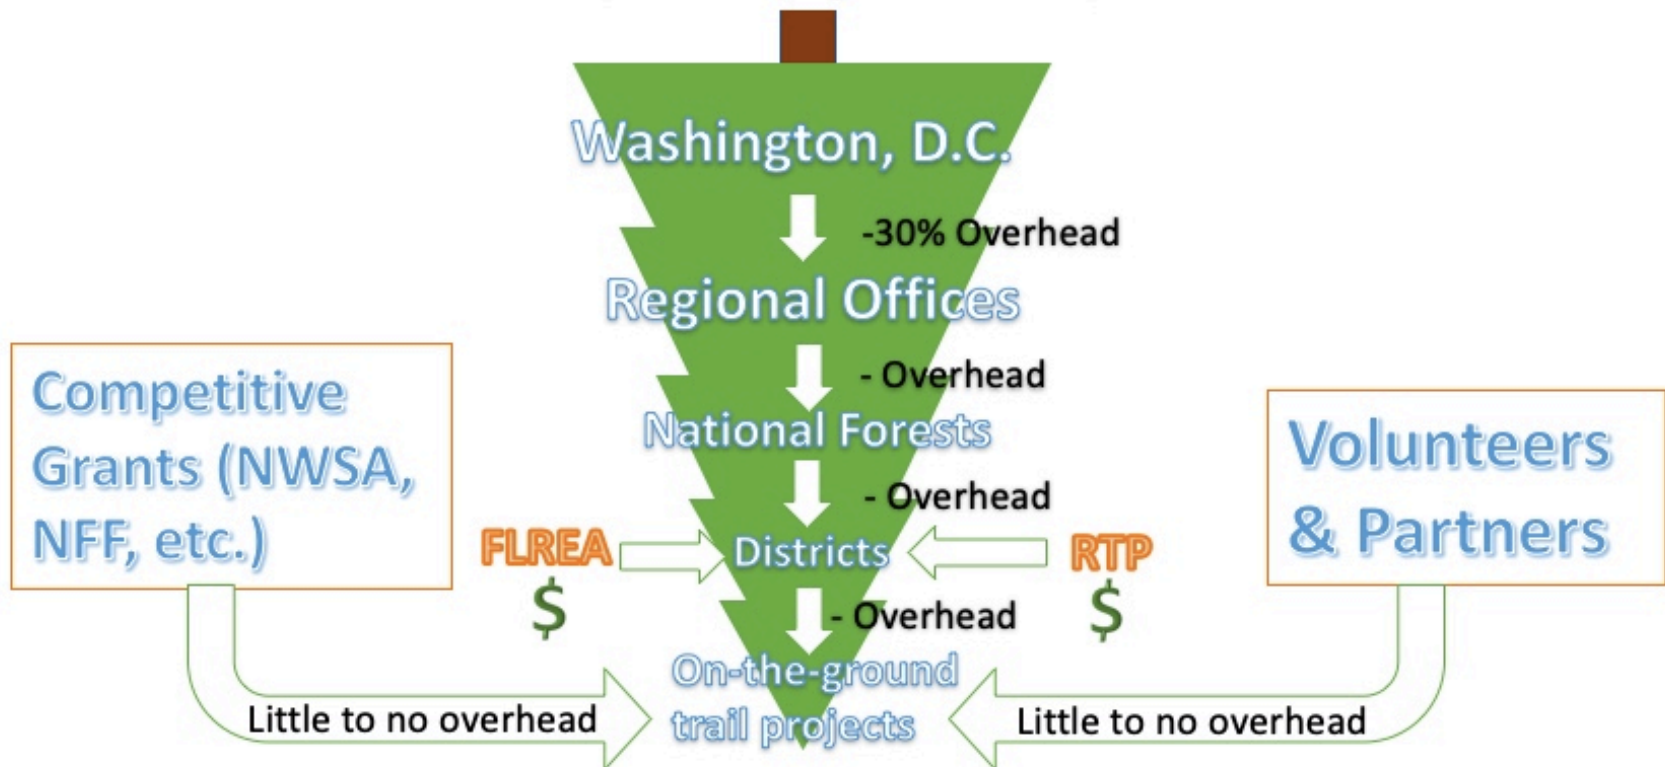 Washington, D.C.
-30% Overhead
Regional Offices
- Overhead
National Forests
- Overhead
Competitive
Grants (NWSA,
NFF, etc.)
FLREA
$
Districts
RTP
$
Volunteers
& Partners
- Overhead
On-the-ground
trail projects
Little to no overhead
Little to no overhead